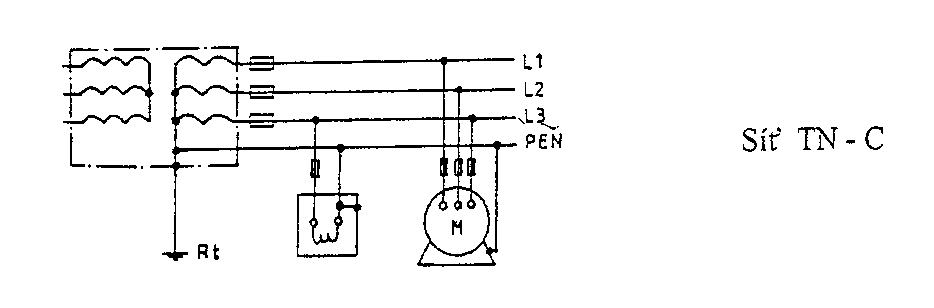 L1
L2
L3
PEN
Síť TN - C
M
Rt